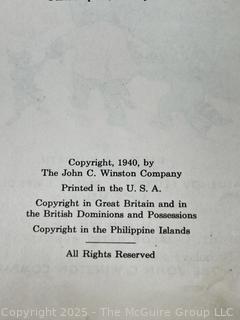 Copyright, 1940, by
The John C. Winston Company
Printed in the U. S. A.
Copyright in Great Britain and in
the British Dominions and Possessions
Copyright in the Philippine Islands
All Rights Reserved
Copyright 2025 - The McGuire Group LLC